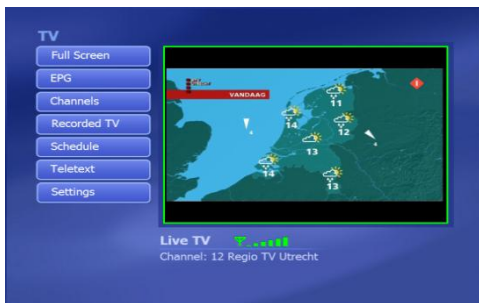 TV
Full Screen
EPG
Channels
Recorded TV
Schedule
Teletext
Settings
VANDAAG
11
14
12
13
14
13
Live TV
Channel: 12 Regio TV Utrecht